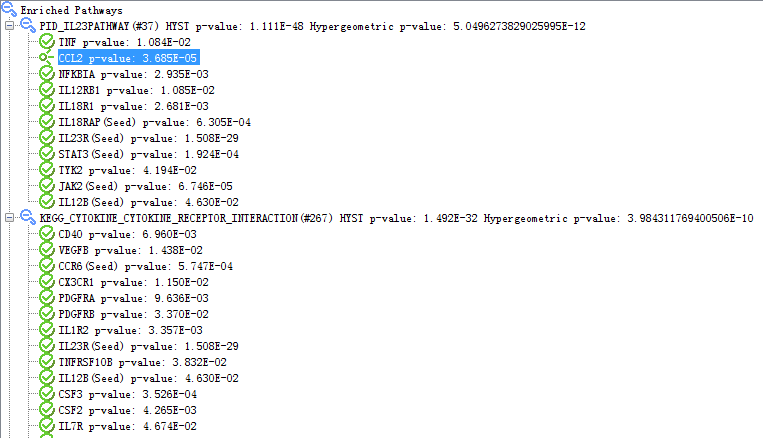 Enriched Pathways
PID_IL23PATHWAY(#37) HYST p-value: 1.111E-48 Hypergeometric p-value: 5.0496273829025995E-12
TNF p-value: 1.084E-02
CCL2 p-value: 3.685E-05
NFKBIA p-value: 2.935E-03
IL12RB1 p-value: 1.085E-02
IL18R1 p-value: 2.681E-03
IL18RAP(Seed) p-value: 6.305E-04
IL23R(Seed) p-value: 1.508E-29
STAT3(Seed) p-value: 1.924E-04
TYK2 p-value: 4.194E-02
JAK2(Seed) p-value: 6.746E-05
IL12B(Seed) p-value: 4.630E-02
KEGG_CYTOKINE_CYTOKINE_RECEPTOR_INTERACTION(#267) HYST p-value: 1.492E-32 Hypergeometric p-value: 3.984311769400506E-10
CD40 p-value: 6.960E-03
VEGFB p-value: 1.438E-02
CCR6(Seed) p-value: 5.747E-04
CX3CR1 p-value: 1.150E-02
PDGFRA p-value: 9.636E-03
PDGFRB p-value: 3.370E-02
IL1R2 p-value: 3.357E-03
IL23R(Seed) p-value: 1.508E-29
TNFRSF10B p-value: 3.832E-02
IL12B(Seed) p-value: 4.630E-02
CSF3 p-value: 3.526E-04
CSF2 p-value: 4.265E-03
IL7R p-value: 4.674E-02